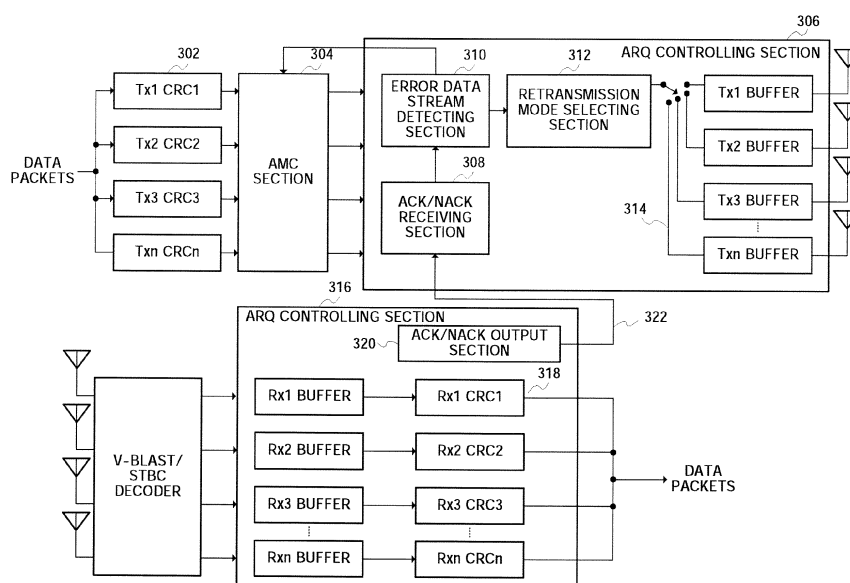 306
302
304
310
312
ARQ CONTROLLING SECTION
Tx1 CRC1
Tx2 CRC2
Tx3 CRC3
Txn CRCn
DATA
PACKETS
AMC
SECTION
ERROR DATA
STREAM
DETECTING
SECTION
RETRANSMISSION
MODE SELECTING
SECTION
308
ACK/NACK
RECEIVING
SECTION
314
Tx1 BUFFER
Tx2 BUFFER
Tx3 BUFFER
Txn BUFFER
316
ARQ CONTROLLING SECTION
322
320
ACK/NACK OUTPUT
SECTION
318
V-BLAST/
STBC
DECODER
Rx1 BUFFER
Rx1 CRC1
Rx2 BUFFER
Rx2 CRC2
Rx3 BUFFER
Rx3 CRC3
Rxn BUFFER
Rxn CRCn
DATA
PACKETS